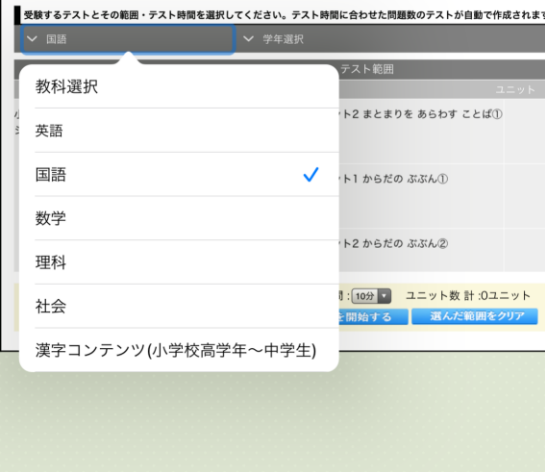 受験するテストとその範囲・テスト時間を選択してください。テスト時間に合わせた問題数のテストが自動で作成されます
国語
学年選択
テスト範囲
ユニット
教科選択
英語
国語
数学
理科
社会
漢字コンテンツ(小学校高学年〜中学生)
ット2 まとまりを あらわす ことば①
ット1 からだの ぶぶん①
ット2 からだの ぶぶん②
間 : 10分 ユニット数 計 :0ユニット
を開始する 選んだ範囲をクリア